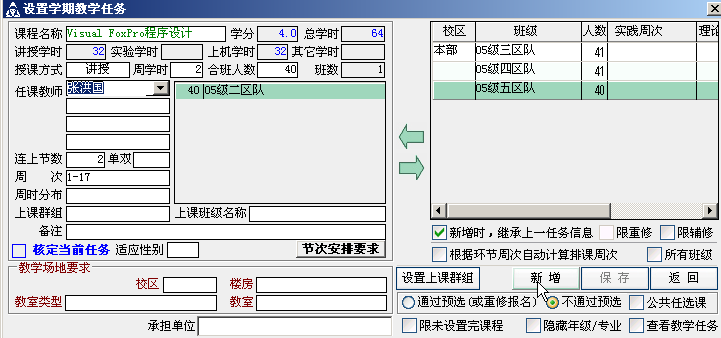 设置学期教学任务
课程名称 Visual FoxPro程序设计 学分 4.0 总学时 64
讲授学时 32 实验学时 上机学时 32 其它学时
授课方式 讲授 周学时 2 合班人数 40 班数 1
任课教师 张洪国
40 05级二区队
连上节数 2 单双
周 次 1-17
周时分布
上课群组 上课班级名称
备注
核定当前任务 适应性别 节次安排要求
教学场地要求
校区 楼房
教室类型 教室
承担单位
校区 班级 人数 实践周次 理论
本部 05级三区队 41
05级四区队 41
05级五区队 40
新增时，继承上一任务信息 限重修 限辅修
根据环节周次自动计算排课周次 所有班级
设置上课群组 新 增 保 存 返 回
通过预选(或重修报名) 不通过预选 公共任选课
限未设置完课程 隐藏年级/专业 查看教学任务